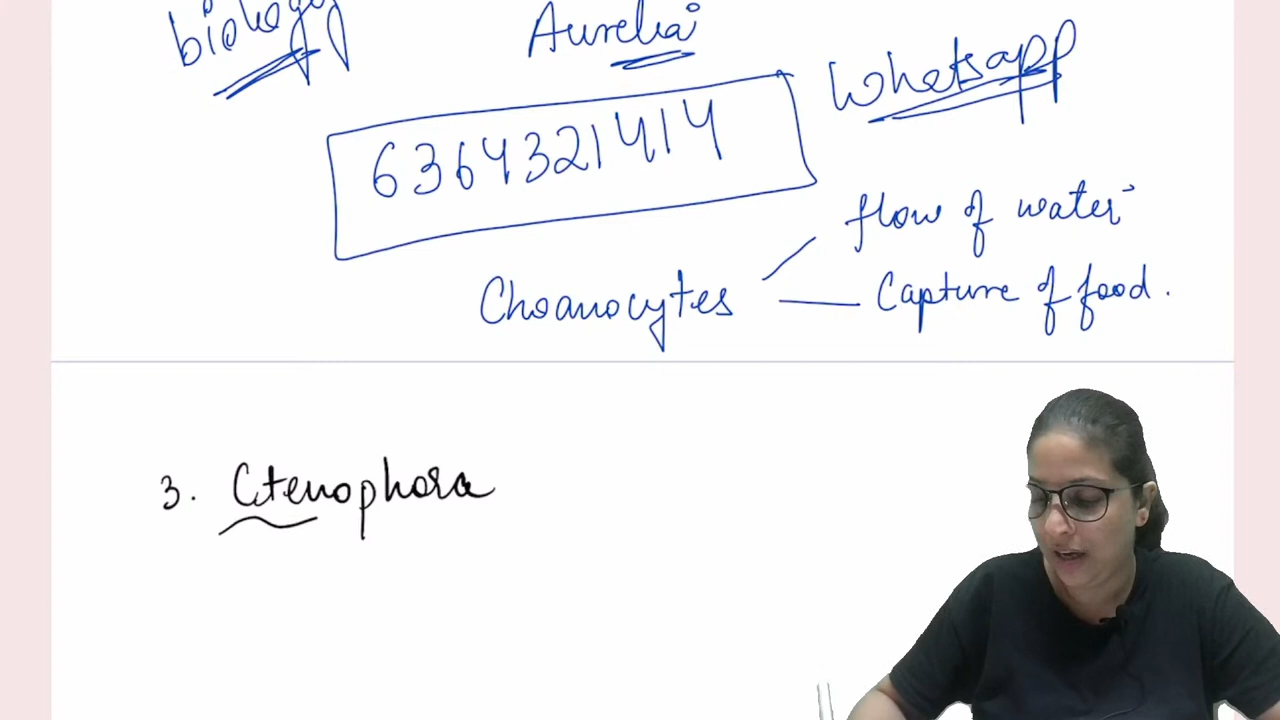 biology
Aurelia
Whatsapp
6364321414
flow of water
Choanocytes
Capture of food.
3. Ctenophora